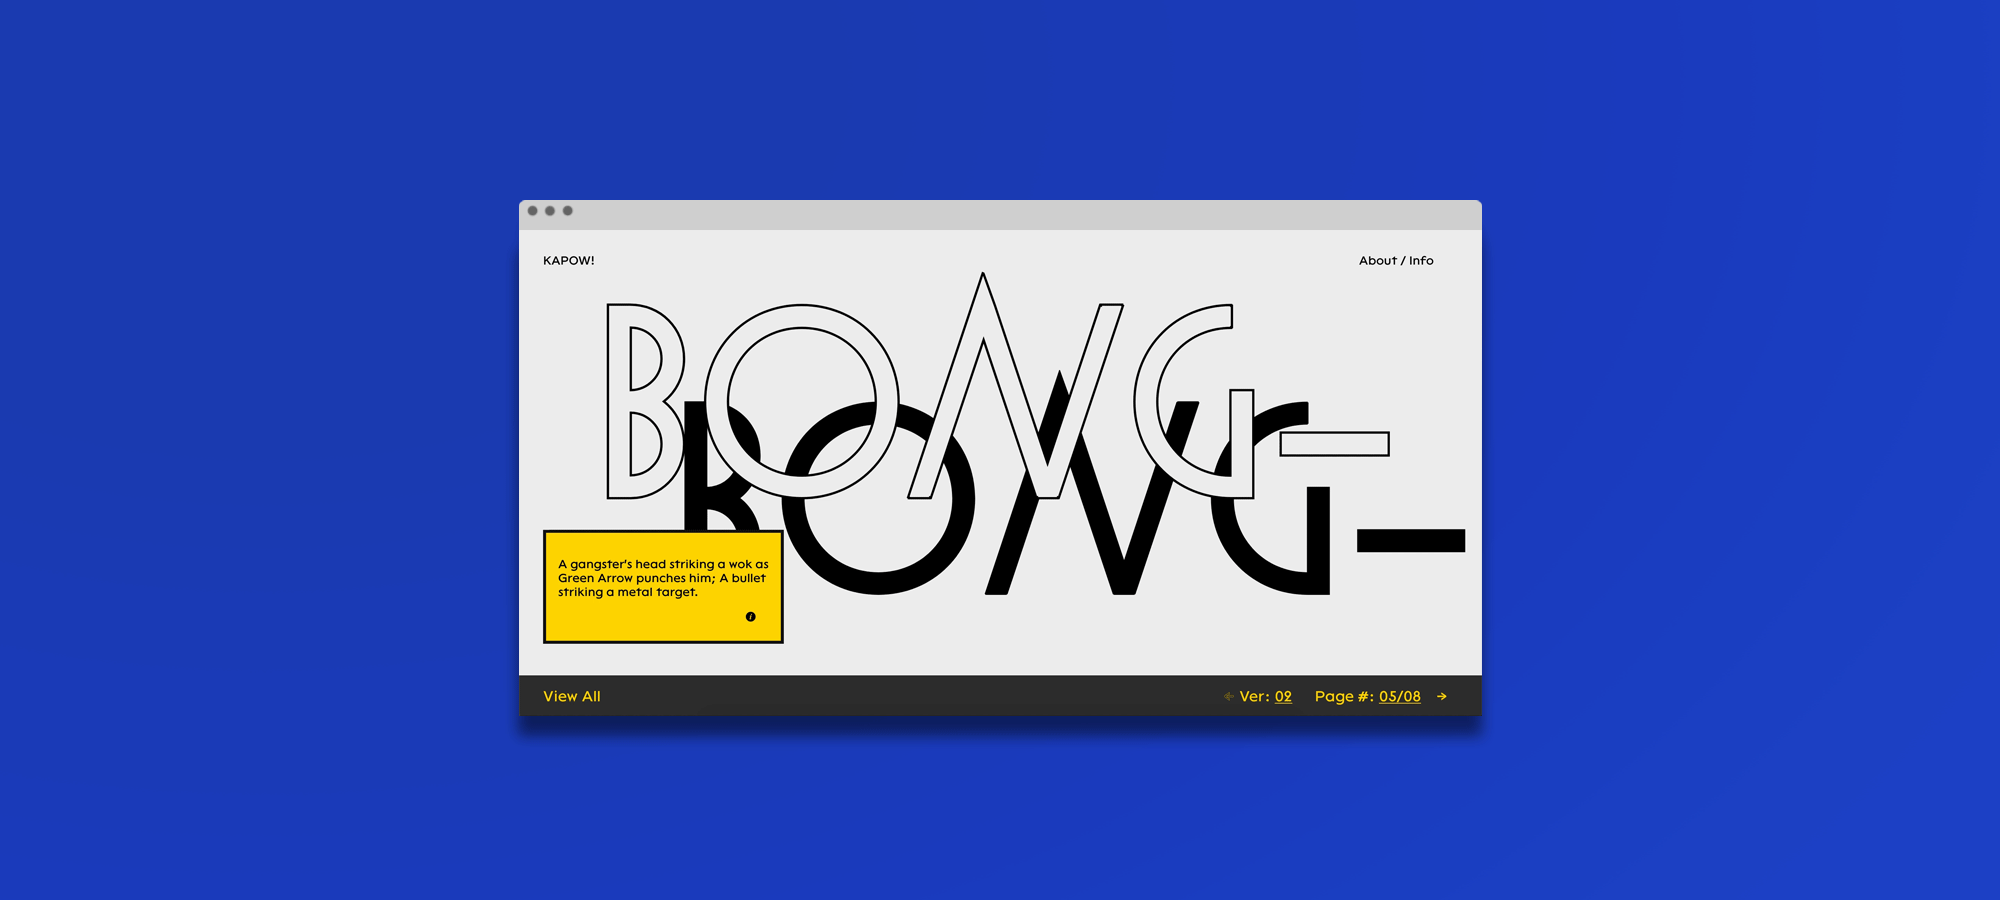 KAPOW!
About / Info
BONG–
BONG–
A gangster's head striking a wok as
Green Arrow punches him; A bullet
striking a metal target.
i
View All
← Ver: 02
Page #: 05/08 →